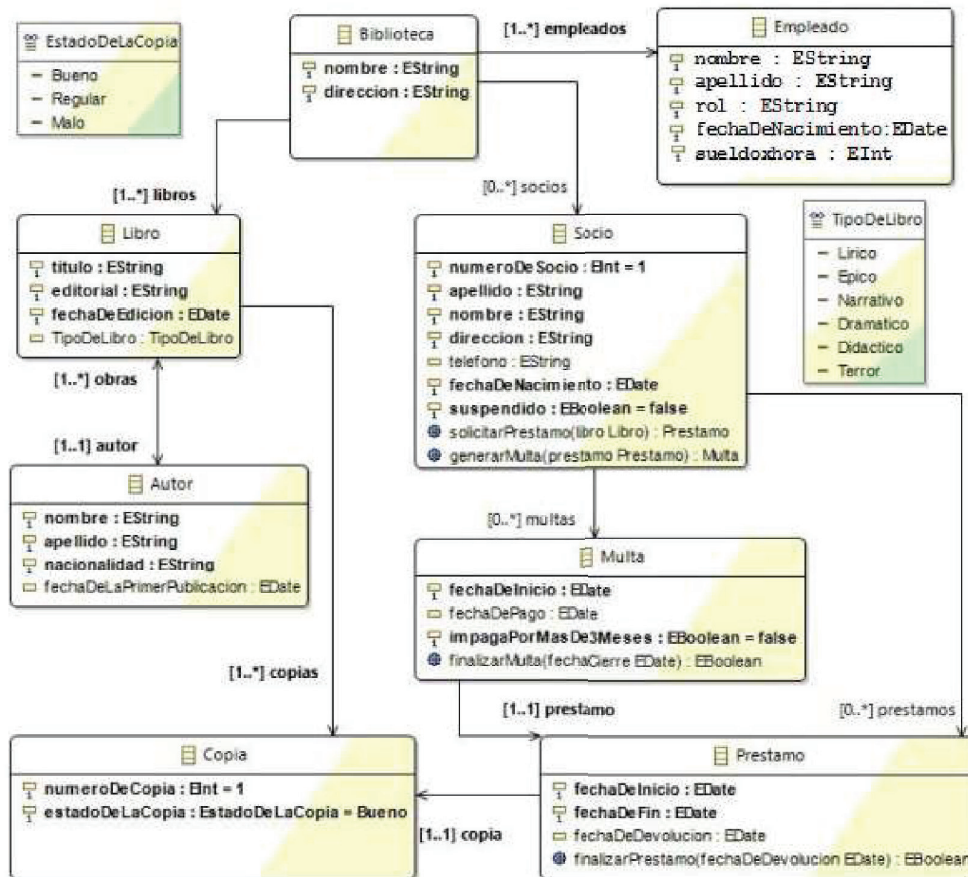 EstadoDeLaCopia
Bueno
Regular
Malo
Biblioteca
nombre : EString
direccion : EString
[1..*] empleados
Empleado
nombre : EString
apellido : EString
rol : EString
fechaDeNacimiento:EDate
sueldoxhora : EInt
[1..*] libros
[0..*] socios
Libro
titulo : EString
editorial : EString
fechaDeEdicion : EDate
TipoDeLibro : TipoDeLibro
Socio
numeroDeSocio : EInt = 1
apellido : EString
nombre : EString
direccion : EString
telefono : EString
fechaDeNacimiento : EDate
suspendido : EBoolean = false
solicitarPrestamo(libro Libro) : Prestamo
generarMulta(prestamo Prestamo) : Multa
TipoDeLibro
Lirico
Epico
Narrativo
Dramatico
Didactico
Terror
[1..*] obras
[1..1] autor
Autor
nombre : EString
apellido : EString
nacionalidad : EString
fechaDeLaPrimerPublicacion : EDate
[0..*] multas
Multa
fechaDeInicio : EDate
fechaDePago : EDate
impagaPorMasDe3Meses : EBoolean = false
finalizarMulta(fechaCierre EDate) : EBoolean
[1..*] copias
[1..1] prestamo
[0..*] prestamos
Copia
numeroDeCopia : EInt = 1
estadoDeLaCopia : EstadoDeLaCopia = Bueno
[1..1] copia
Prestamo
fechaDeInicio : EDate
fechaDeFin : EDate
fechaDeDevolucion : EDate
finalizarPrestamo(fechaDeDevolucion EDate) : EBoolean